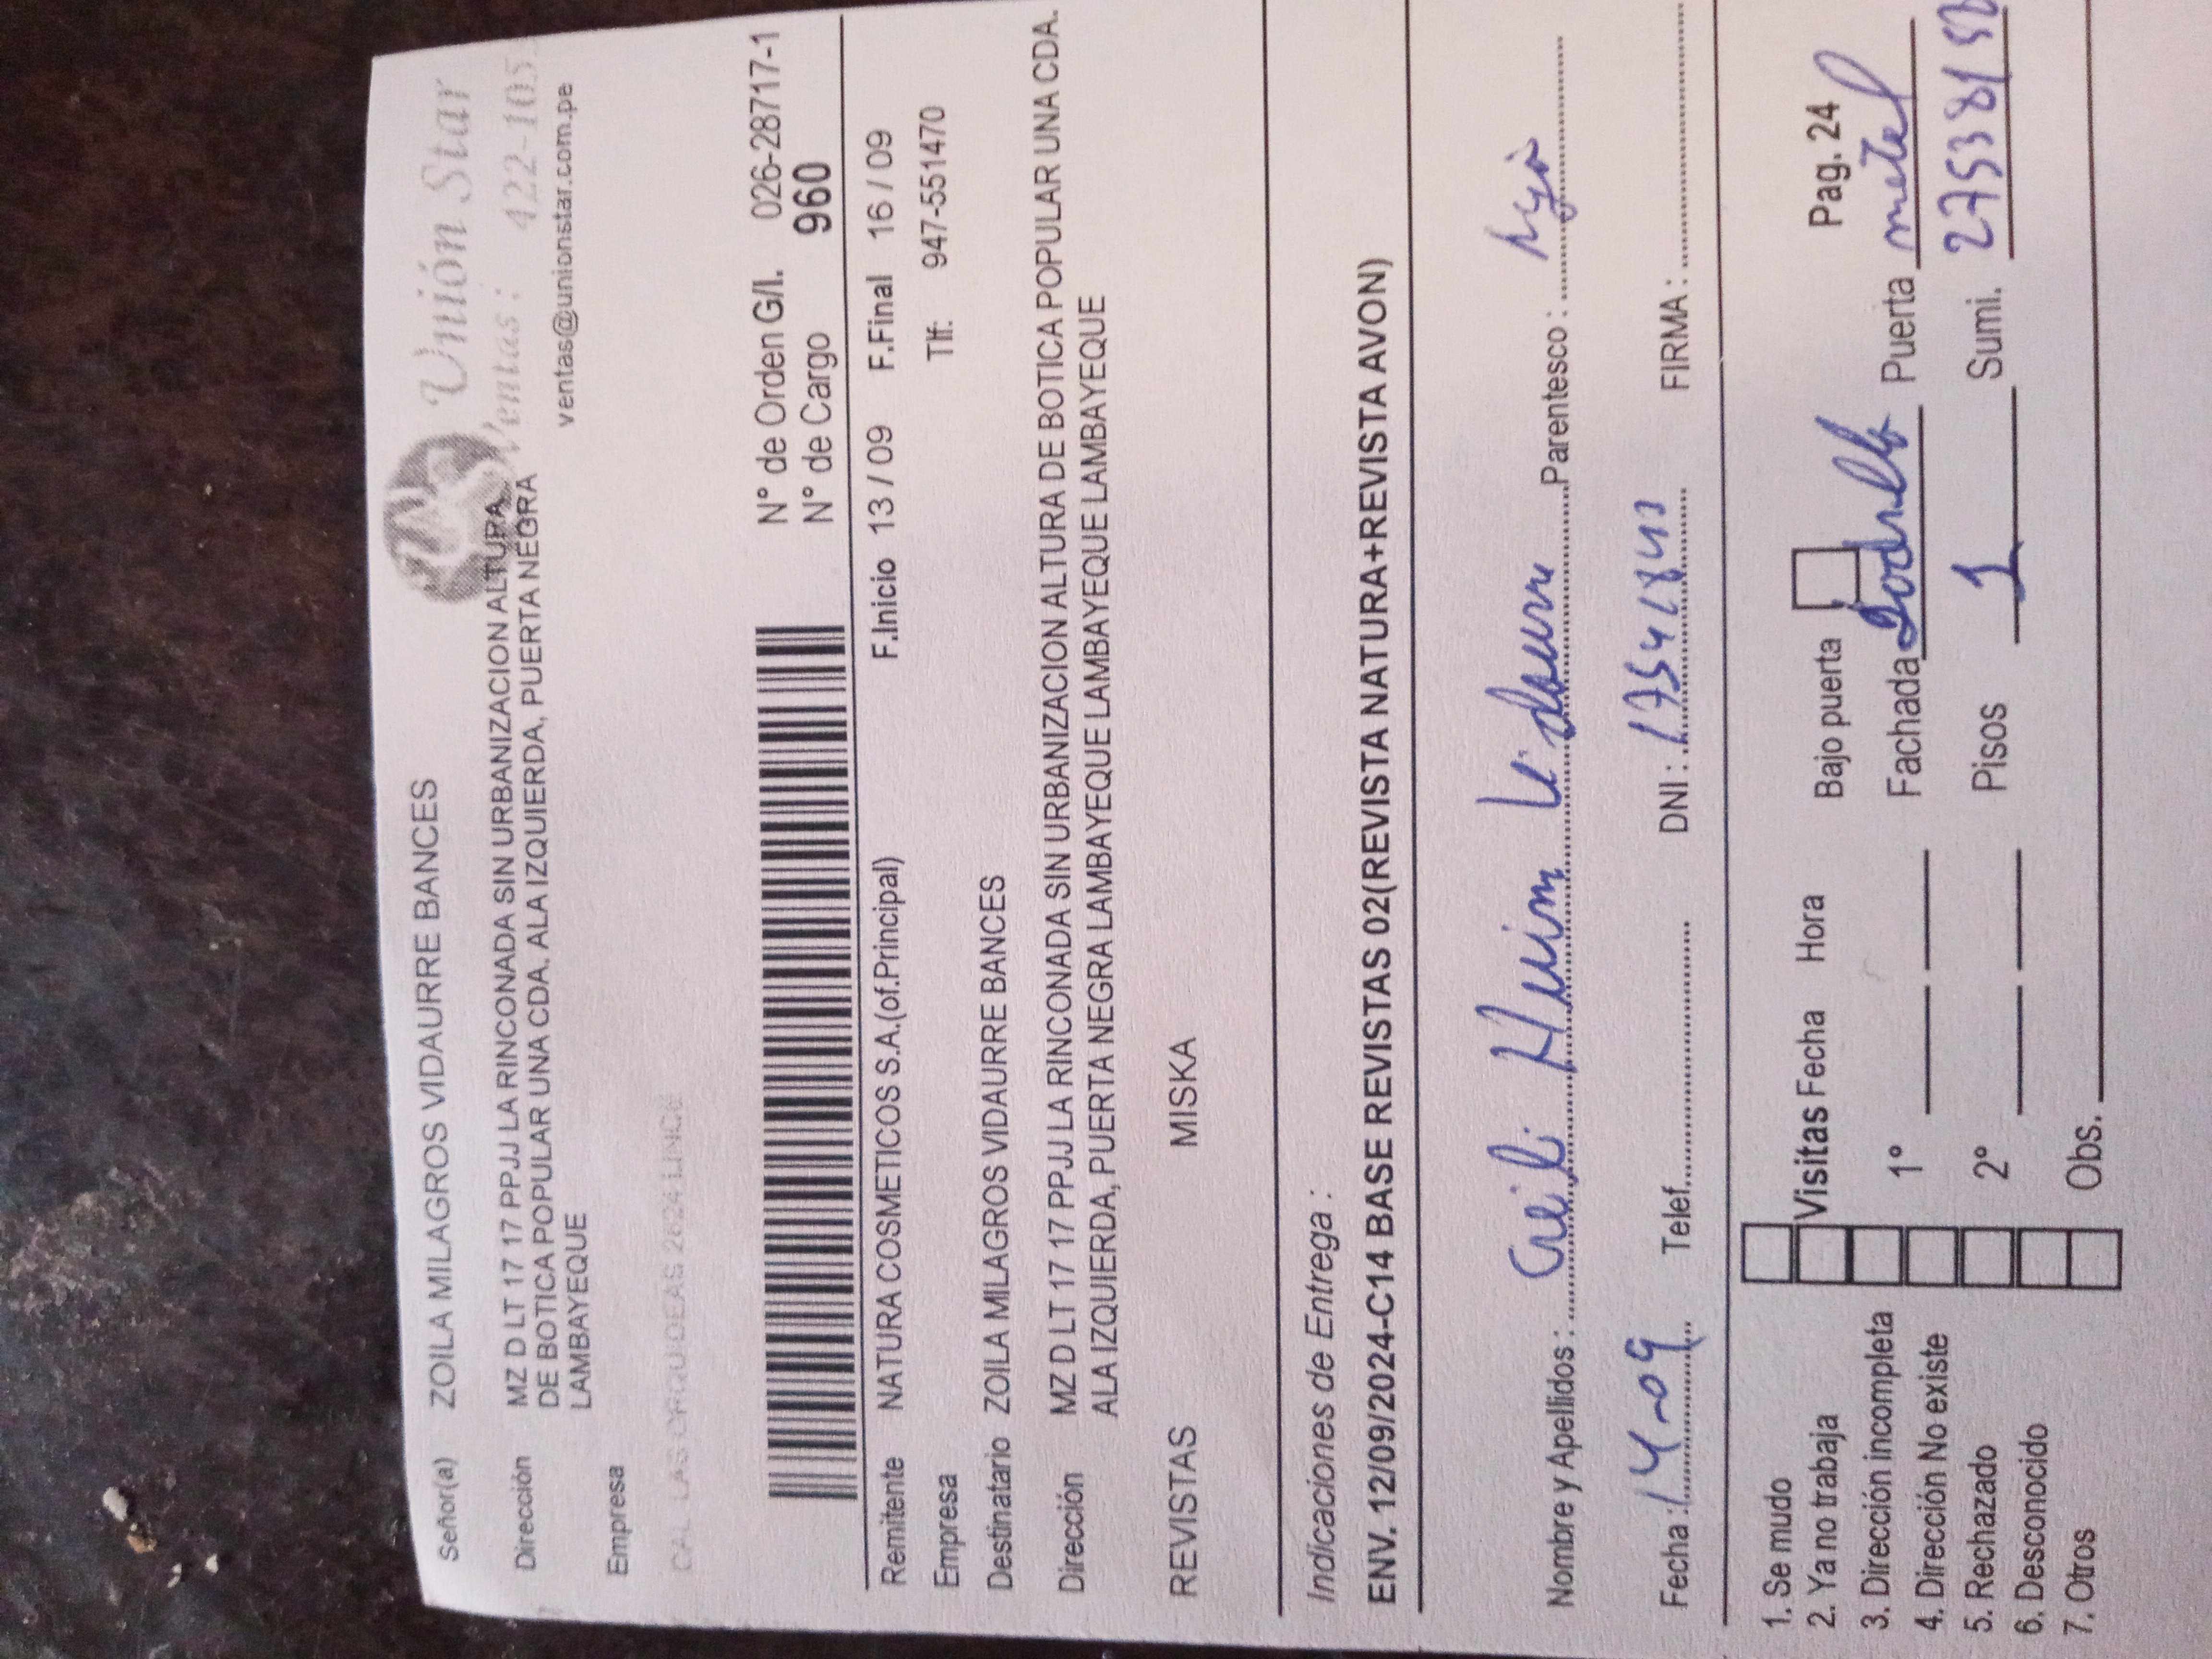 Unión Star
Señor(a) ZOILA MILAGROS VIDAURRE BANCES
Ventas: 422-105
Dirección MZ D LT 17 17 PPJJ LA RINCONADA SIN URBANIZACION ALTURA
DE BOTICA POPULAR UNA CDA. ALA IZQUIERDA, PUERTA NEGRA
ventas@unionstar.com.pe
LAMBAYEQUE
Empresa
CAL. LAS ORQUIDEAS 2624 LINCE
N° de Orden G/l. 026-28717-1
N° de Cargo 960
F.Inicio 13 / 09 F.Final 16 / 09
Remitente NATURA COSMETICOS S.A.(of.Principal)
Empresa Tlf: 947-551470
Destinatario ZOILA MILAGROS VIDAURRE BANCES
Dirección MZ D LT 17 17 PPJJ LA RINCONADA SIN URBANIZACION ALTURA DE BOTICA POPULAR UNA CDA.
ALA IZQUIERDA, PUERTA NEGRA LAMBAYEQUE LAMBAYEQUE LAMBAYEQUE
REVISTAS MISKA
Indicaciones de Entrega :
ENV. 12/09/2024-C14 BASE REVISTAS 02(REVISTA NATURA+REVISTA AVON)
Nombre y Apellidos : Parentesco :
Fecha : 14-09 Telef. DNI : FIRMA :
1. Se mudo
2. Ya no trabaja Visitas Fecha Hora Bajo puerta Pag. 24
3. Dirección incompleta 1° Fachada Puerta metal
4. Dirección No existe
5. Rechazado 2° Pisos 1 Sumi.
6. Desconocido
7. Otros Obs.